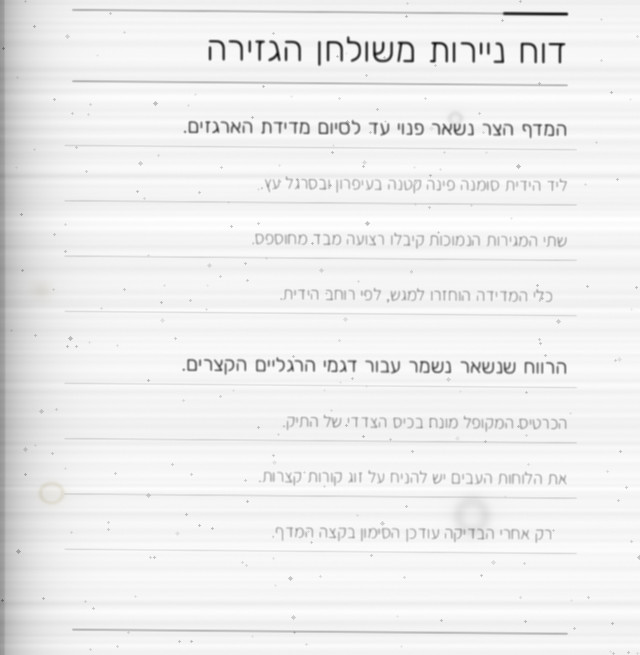 דוח ניירות משולחן הגזירה
המדף הצר נשאר פנוי עד לסיום מדידת הארגזים.
ליד הידית סומנה פינה קטנה בעיפרון ובסרגל עץ.
שתי המגירות הנמוכות קיבלו רצועה מבד מחוספס.
כלי המדידה הוחזרו למגש, לפי רוחב הידית.
הרווח שנשאר נשמר עבור דגמי הרגליים הקצרים.
הכרטיס המקופל מונח בכיס הצדדי של התיק.
את הלוחות העבים יש להניח על זוג קורות קצרות.
רק אחרי הבדיקה עודכן הסימון בקצה המדף.